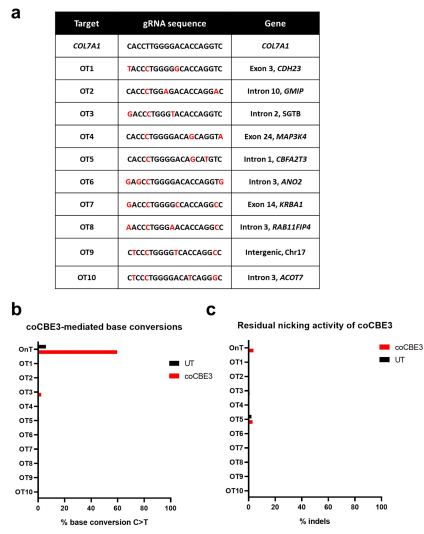 a
Target gRNA sequence Gene
COL7A1 CACCTTGGGGACACCAGGTC COL7A1
OT1 TACCCTGGGGGCACCAGGTC Exon 3, CDH23
OT2 CACCCTGGAGACACCAGGAC Intron 10, GMIP
OT3 GACCCTGGGTACACCAGGTC Intron 2, SGTB
OT4 CACCCTGGGGACAGCAGGTA Exon 24, MAP3K4
OT5 CACCCTGGGGACAGCATGTC Intron 1, CBFA2T3
OT6 GAGCCTGGGGACACCAGGTG Intron 3, ANO2
OT7 GACCCTGGGGCCACCAGGCC Exon 14, KRBA1
OT8 AACCCTGGGAACACCAGGCC Intron 3, RAB11FIP4
OT9 CTCCCTGGGGTCACCAGGCC Intergenic, Chr17
OT10 CTCCCTGGGGACATCAGGGC Intron 3, ACOT7
b
coCBE3-mediated base conversions
OnT
OT1
OT2
OT3
OT4
OT5
OT6
OT7
OT8
OT9
OT10
UT
coCBE3
0 20 40 60 80 100
% base conversion C>T
c
Residual nicking activity of coCBE3
OnT
OT1
OT2
OT3
OT4
OT5
OT6
OT7
OT8
OT9
OT10
coCBE3
UT
0 20 40 60 80 100
% indels